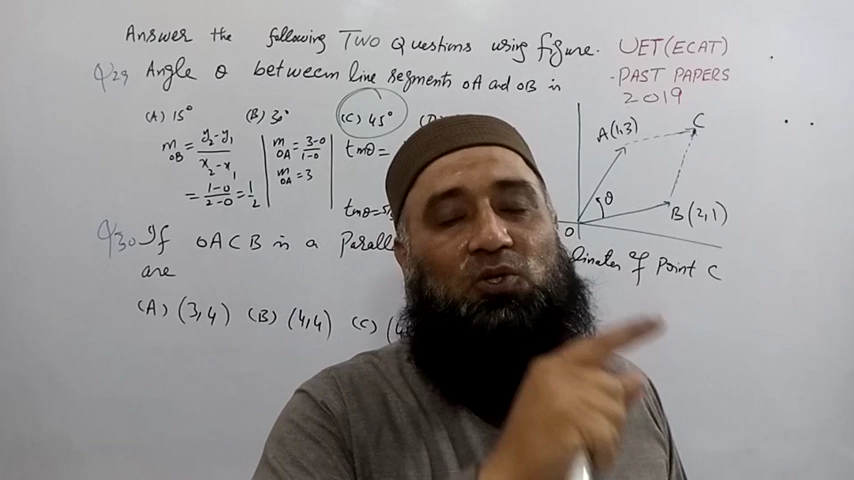 Answer the following Two Questions using figure.
UET(ECAT)
- PAST PAPERS
2019
Q29 Angle θ between line segments OA and OB is
(A) 15° (B) 30° (C) 45°
m_OB = y₂-y₁ / x₂-x₁
= 1-0 / 2-0 = 1/2
m_OA = 3-0 / 1-0
m_OA = 3
tanθ =
tanθ =
A(1,3)
C
θ
B(2,1)
O
Q30 If OACB is a Point C
are
(A) (3,4) (B) (4,4) (C)